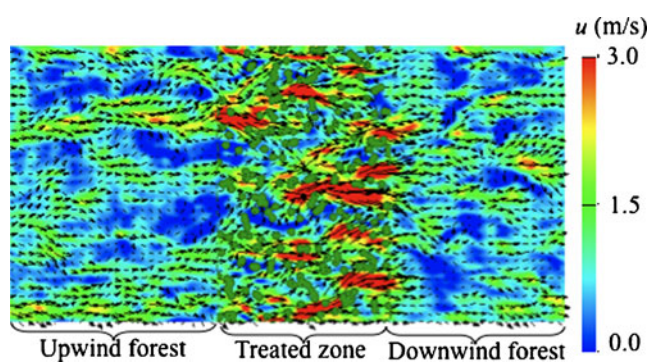 u (m/s)
3.0
1.5
0.0
Upwind forest
Treated zone
Downwind forest